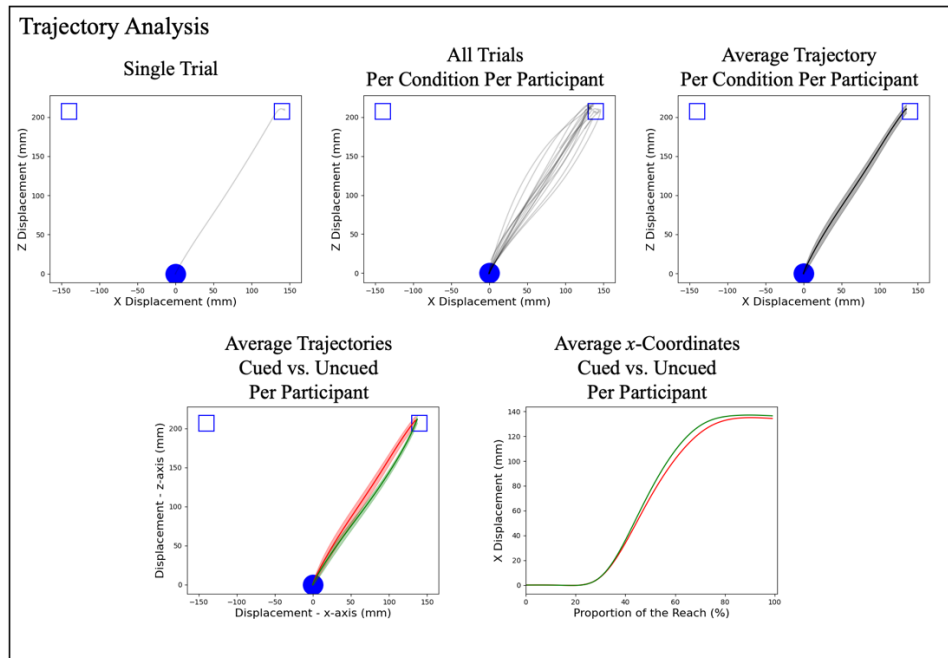 Trajectory Analysis
Single Trial
All Trials
Per Condition Per Participant
Average Trajectory
Per Condition Per Participant
Z Displacement (mm)
200
150
100
50
0
−150 −100 −50 0 50 100 150
X Displacement (mm)
Z Displacement (mm)
200
150
100
50
0
−150 −100 −50 0 50 100 150
X Displacement (mm)
Z Displacement (mm)
200
150
100
50
0
−150 −100 −50 0 50 100 150
X Displacement (mm)
Average Trajectories
Cued vs. Uncued
Per Participant
Average x-Coordinates
Cued vs. Uncued
Per Participant
Displacement - z-axis (mm)
200
150
100
50
0
−150 −100 −50 0 50 100 150
Displacement - x-axis (mm)
X Displacement (mm)
140
120
100
80
60
40
20
0
0 20 40 60 80 100
Proportion of the Reach (%)